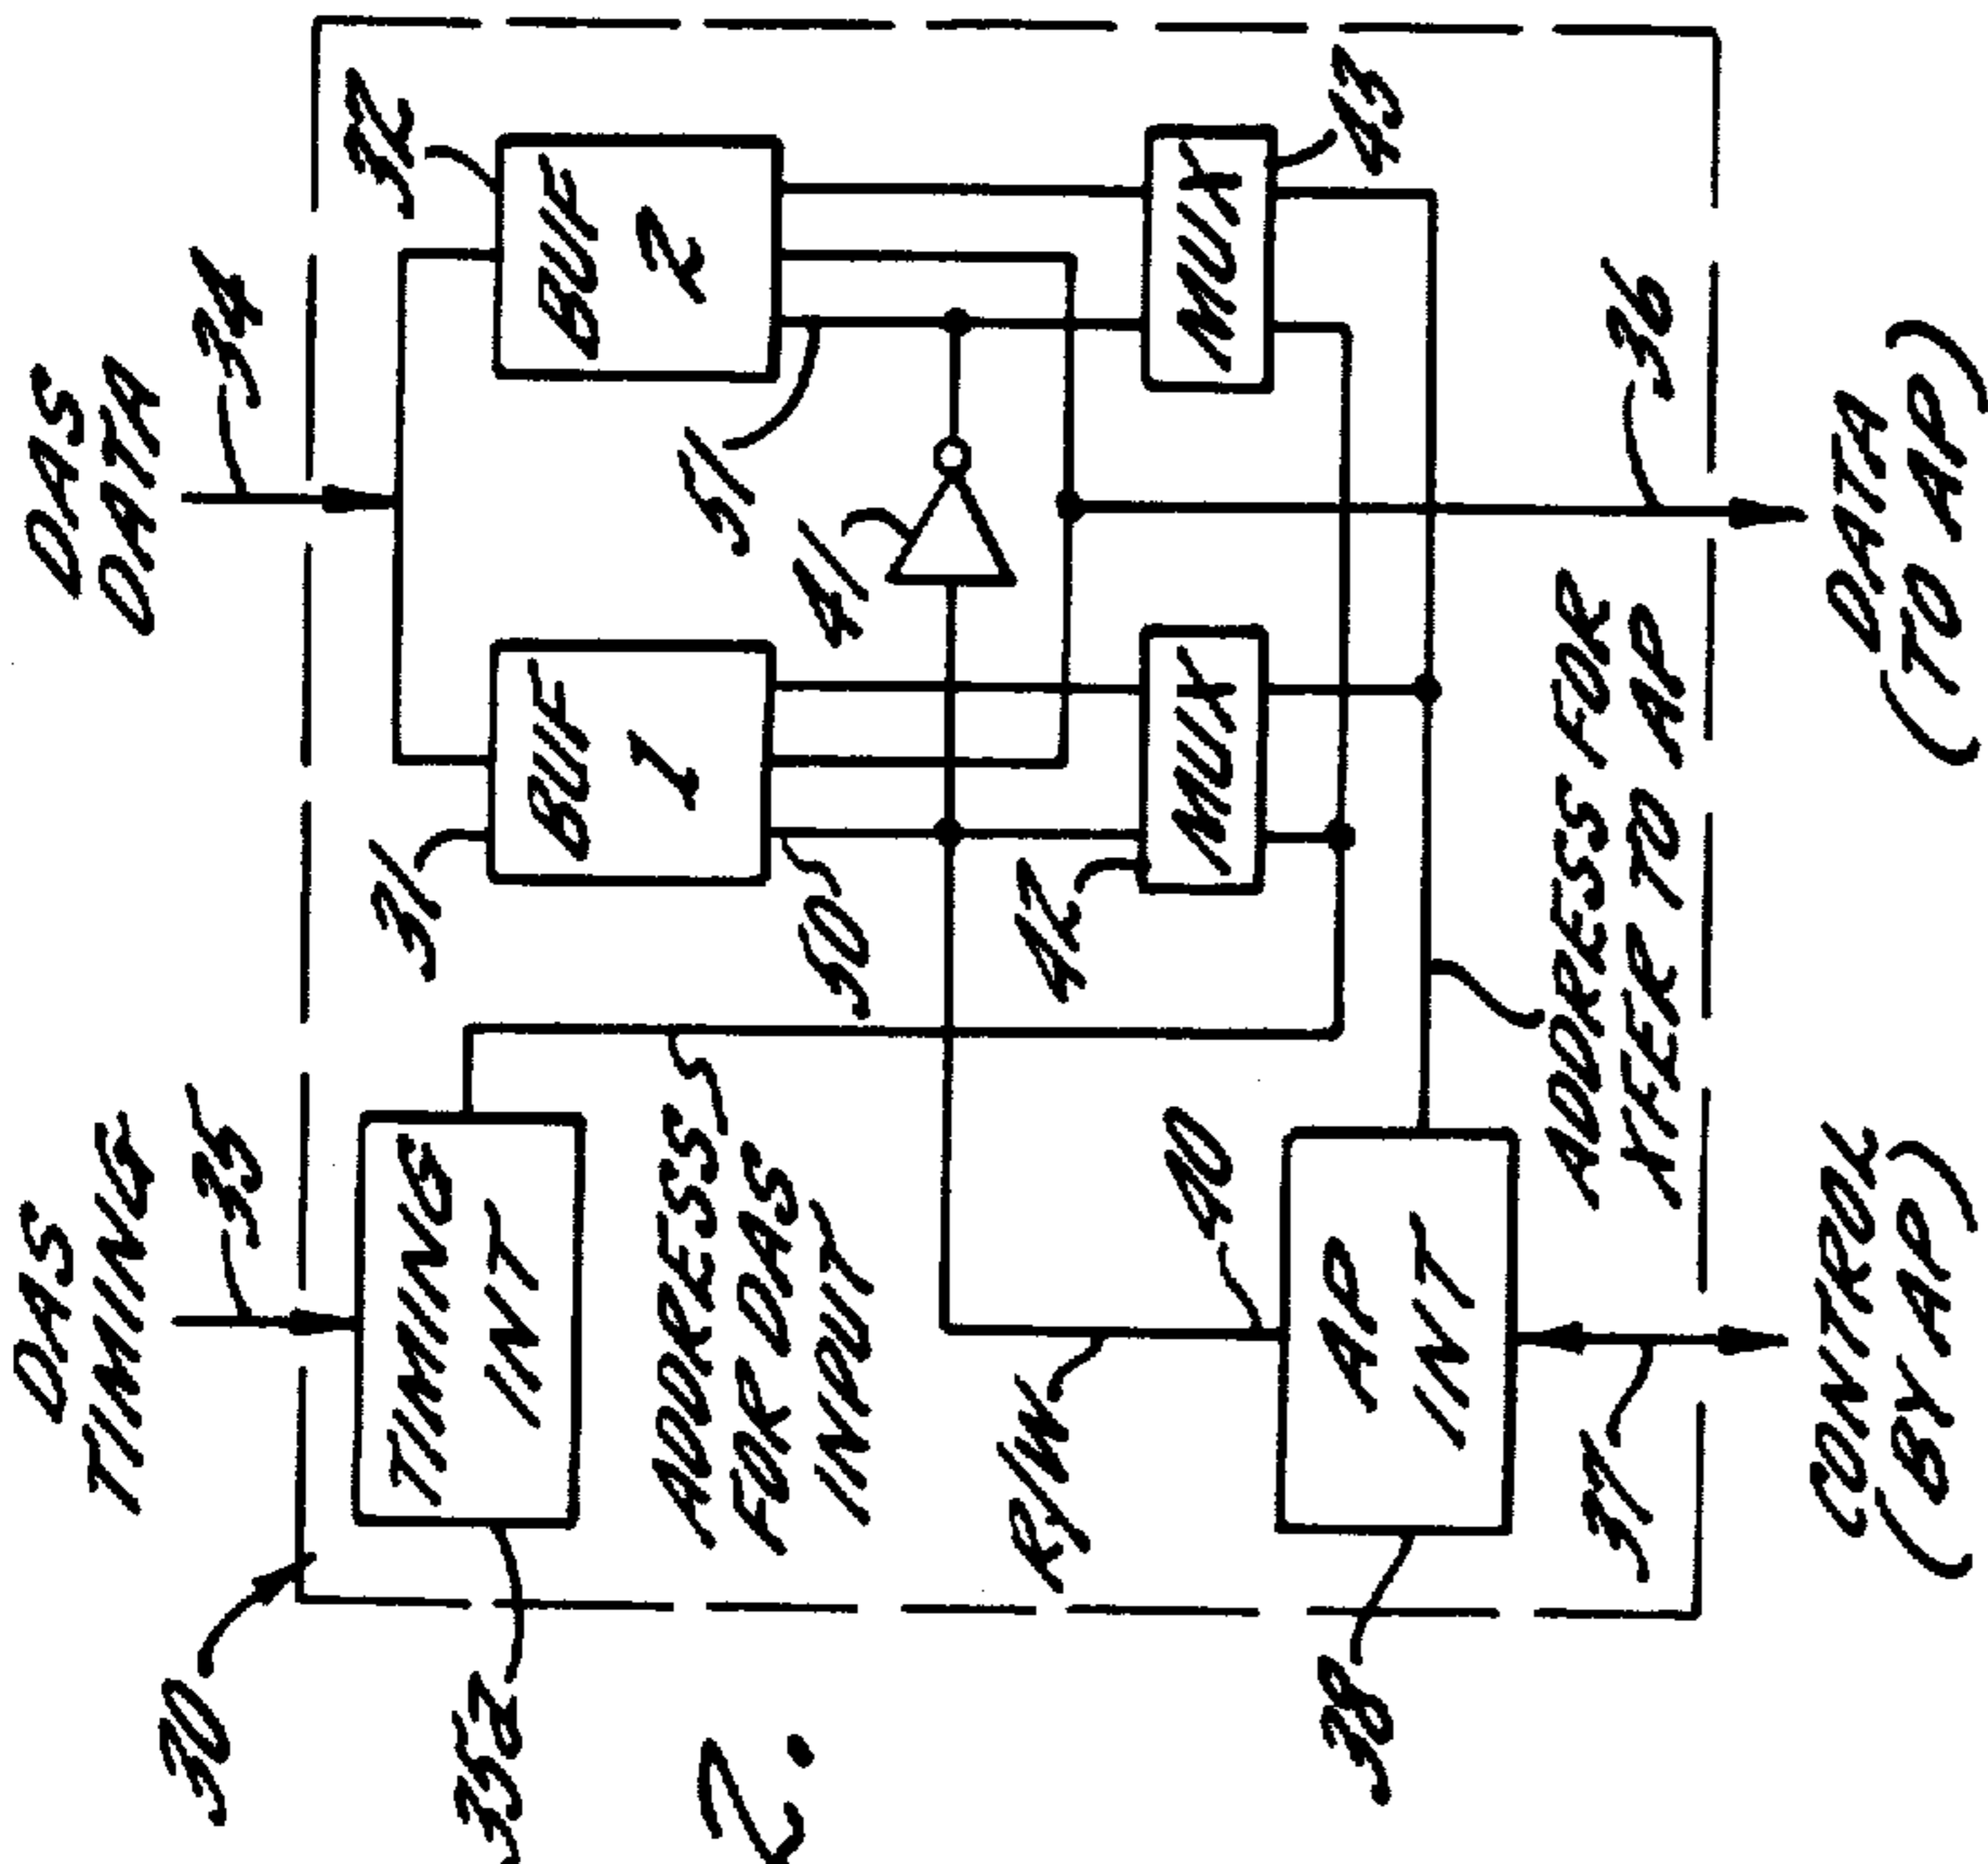 DAS
TIMING
DAS
DATA
30
35
34
32
31
35a
TIMING
INT
BUF
1
BUF
2
ADDRESS
FOR DAS
INPUT
50
51
41
2.
R/W
42
40
MUX
MUX
43
38
AP
INT
37
ADDRESS FOR
XFER TO AP
36
CONTROL
(BY AP)
DATA
(TO AP)